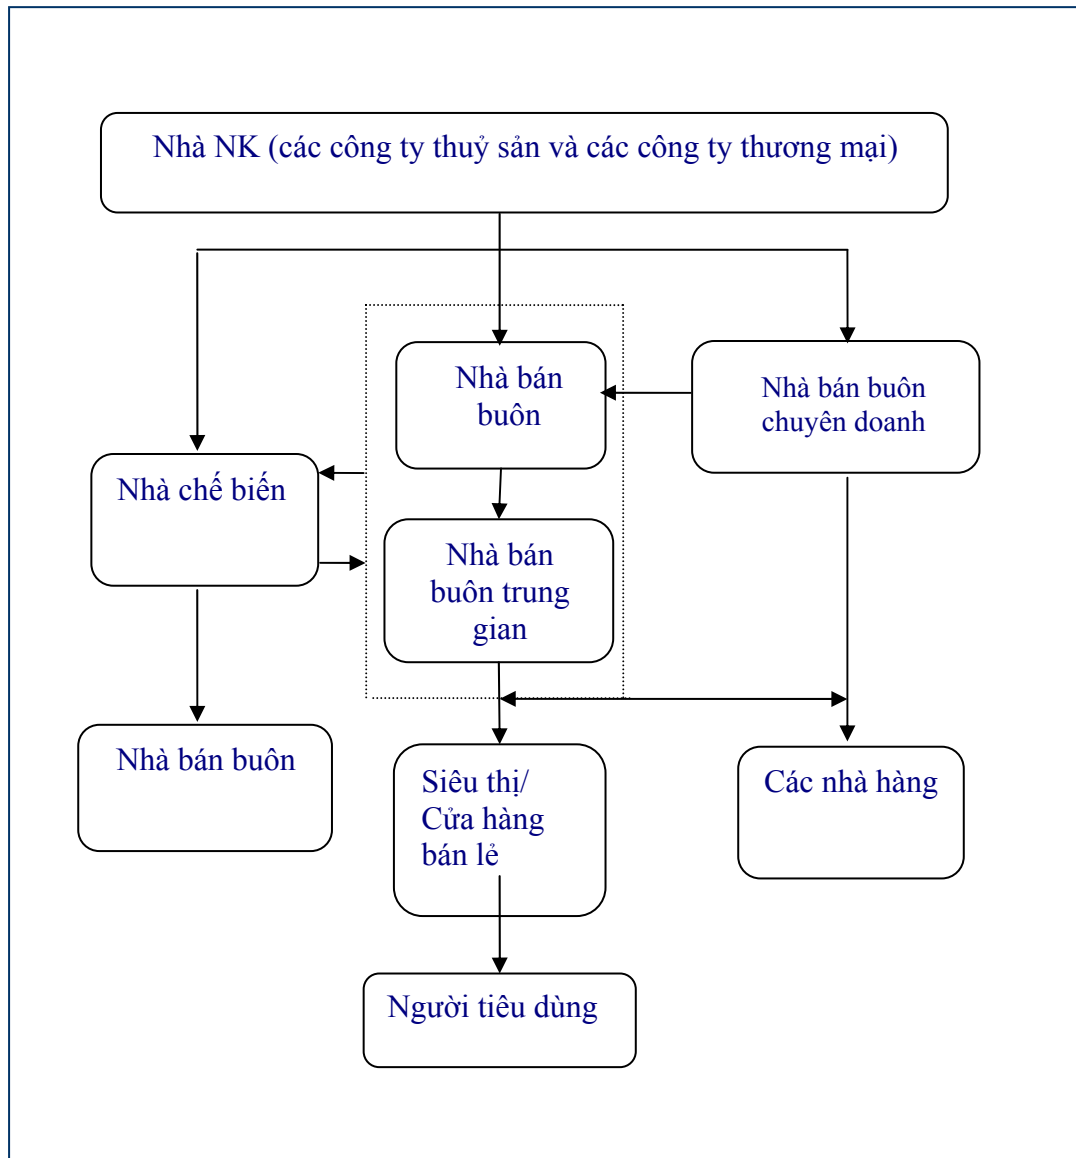 Nhà NK (các công ty thuỷ sản và các công ty thương mại)
Nhà bán
buôn
Nhà bán buôn
chuyên doanh
Nhà chế biến
Nhà bán
buôn trung
gian
Nhà bán buôn
Siêu thị/
Cửa hàng
bán lẻ
Các nhà hàng
Người tiêu dùng